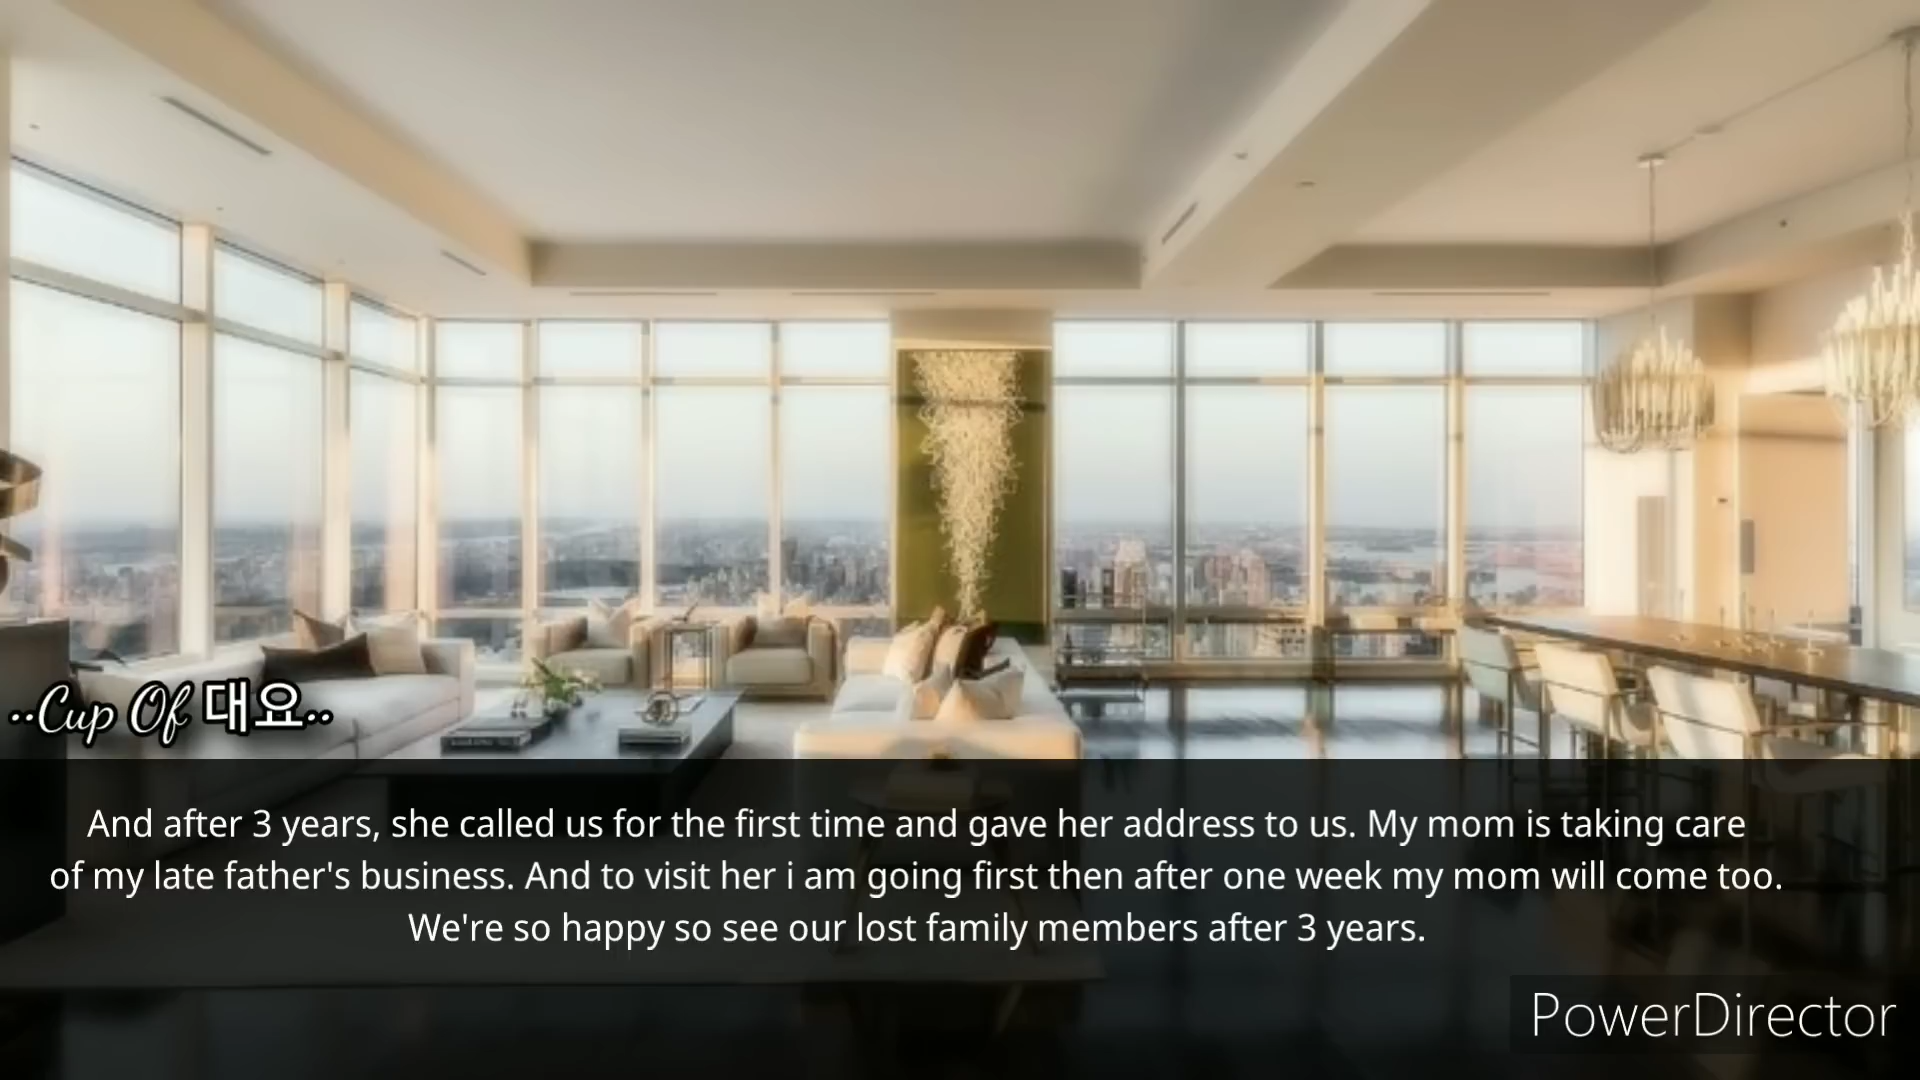 ..Cup Of 대요..
And after 3 years, she called us for the first time and gave her address to us. My mom is taking care
of my late father's business. And to visit her i am going first then after one week my mom will come too.
We're so happy so see our lost family members after 3 years.
PowerDirector